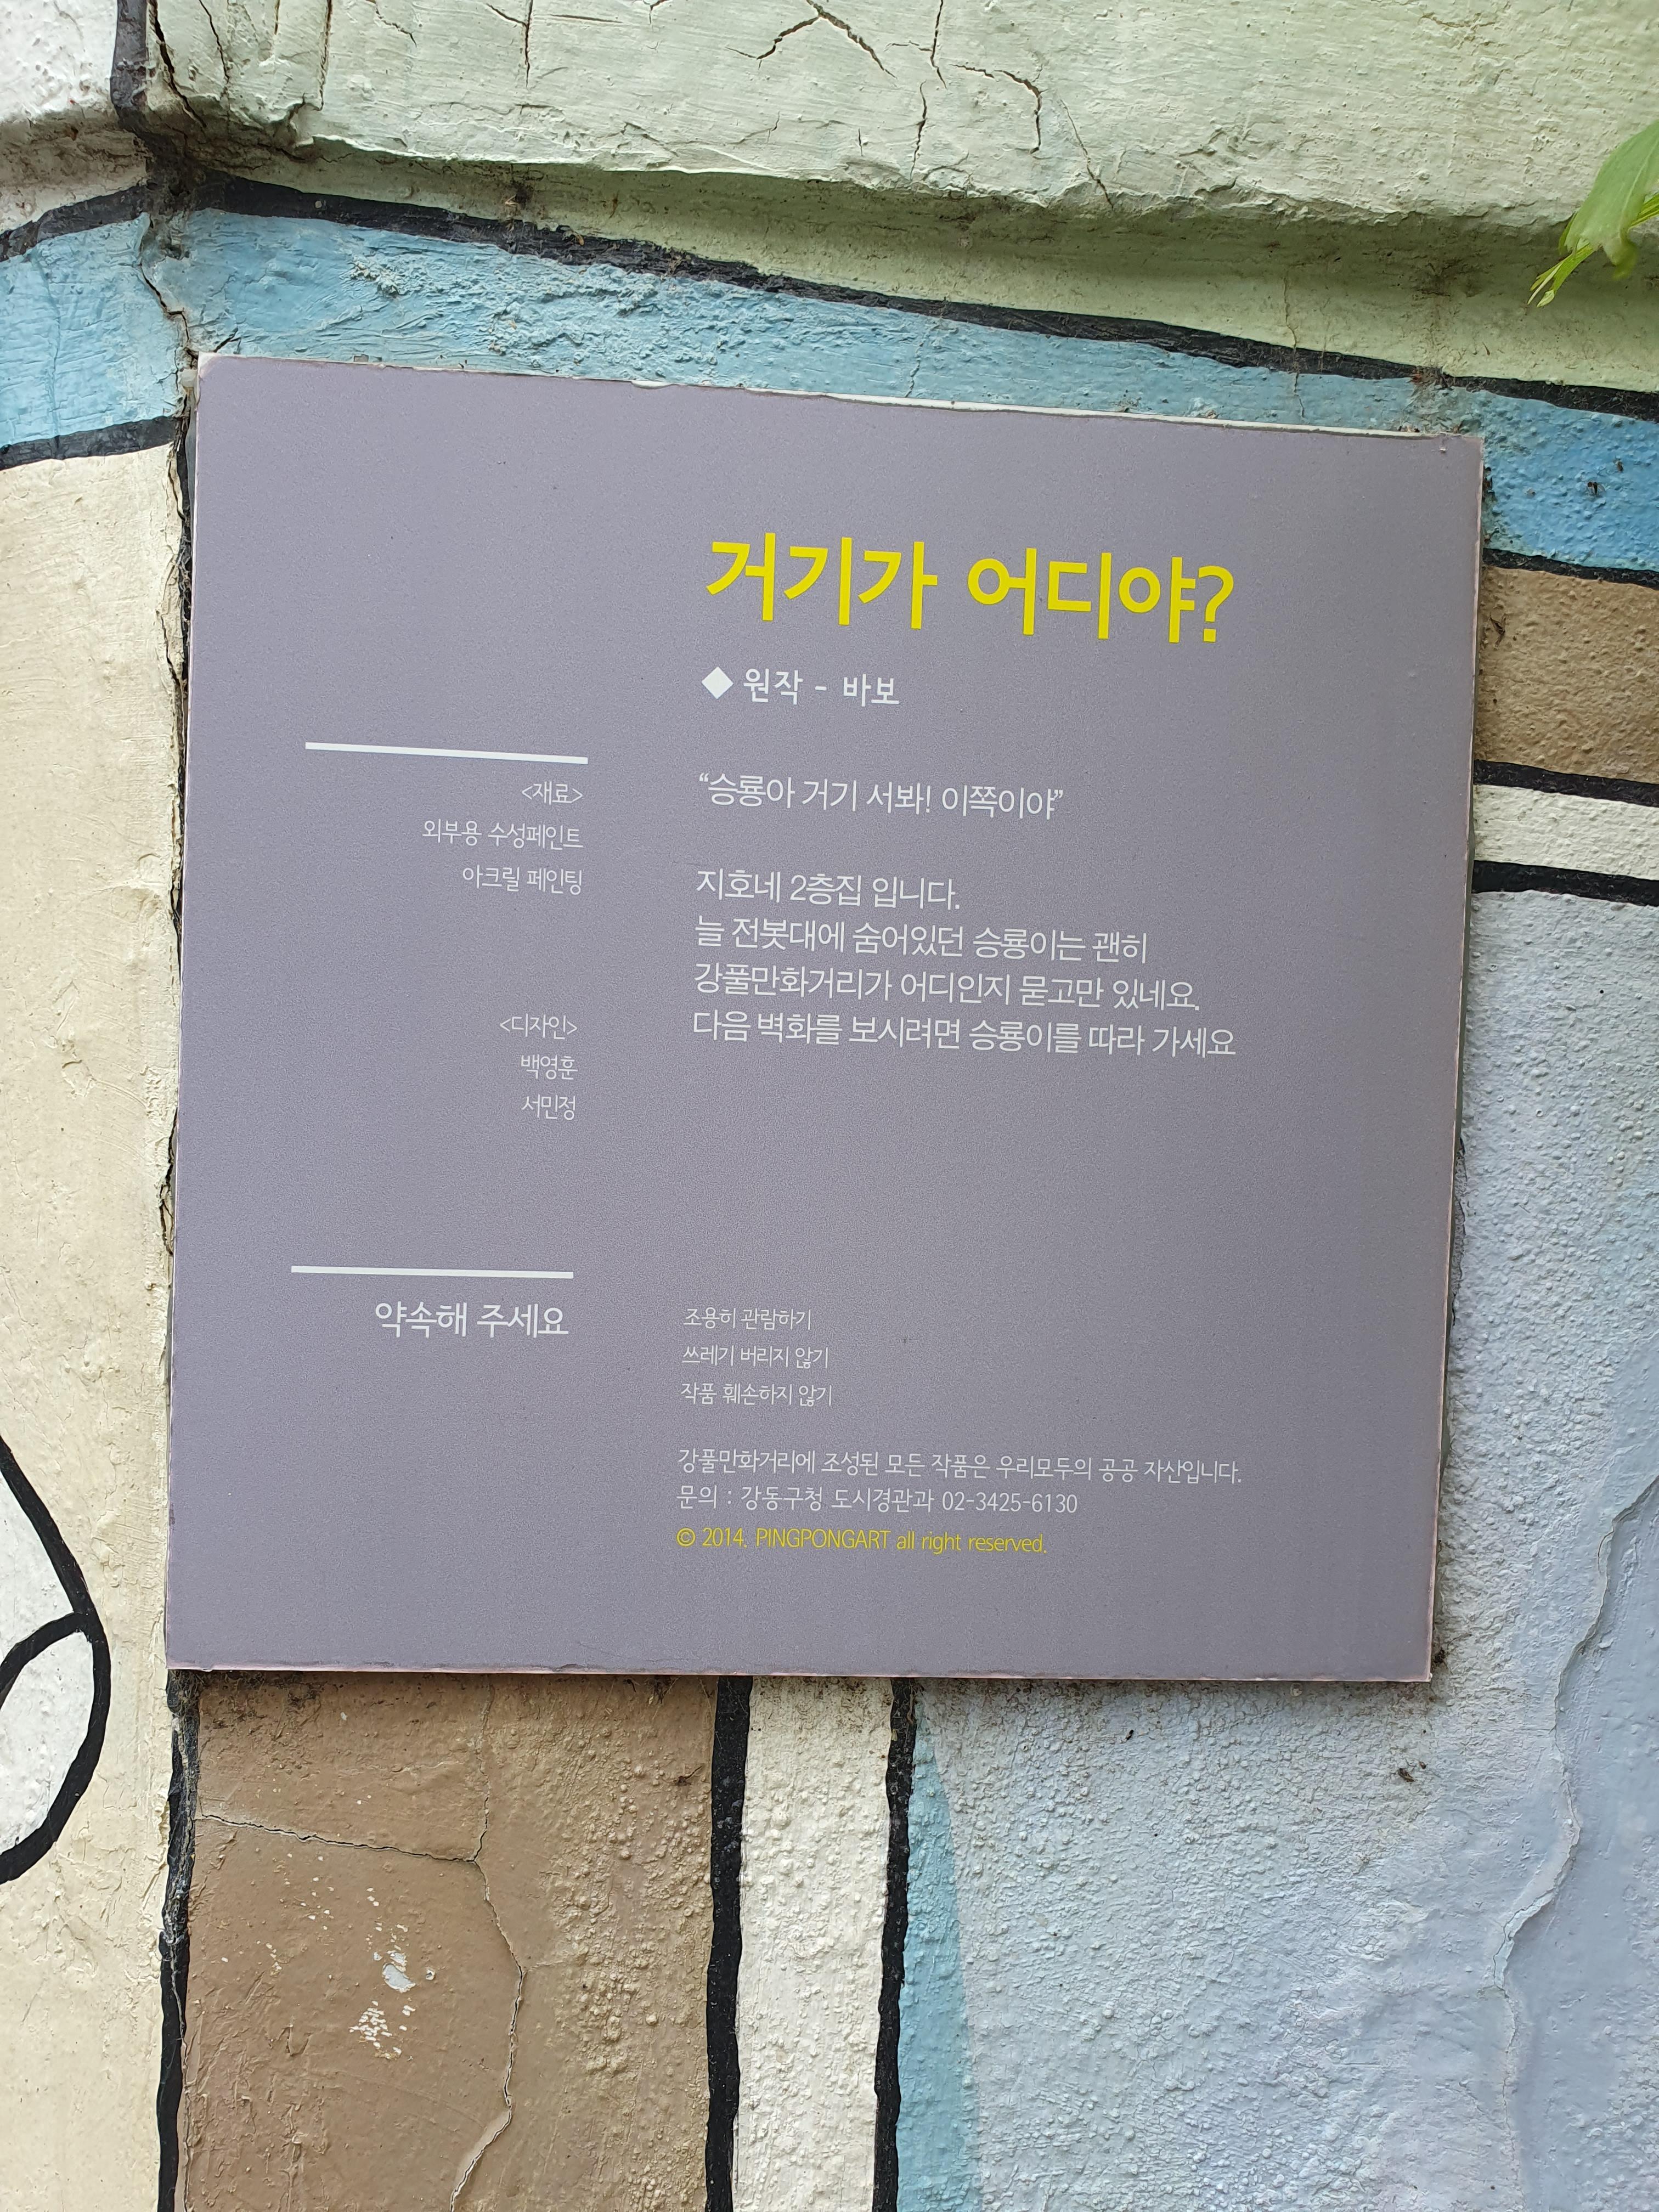 거기가 어디야?
◆ 원작 - 바보
“승룡아 거기 서봐! 이쪽이야”
지호네 2층집 입니다.
늘 전봇대에 숨어있던 승룡이는 괜히
강풀만화거리가 어디인지 묻고만 있네요.
다음 벽화를 보시려면 승룡이를 따라 가세요
<재료>
외부용 수성페인트
아크릴 페인팅
<디자인>
백영훈
서민정
약속해 주세요
조용히 관람하기
쓰레기 버리지 않기
작품 훼손하지 않기
강풀만화거리에 조성된 모든 작품은 우리모두의 공공 자산입니다.
문의 : 강동구청 도시경관과 02-3425-6130
© 2014. PINGPONGART all right reserved.